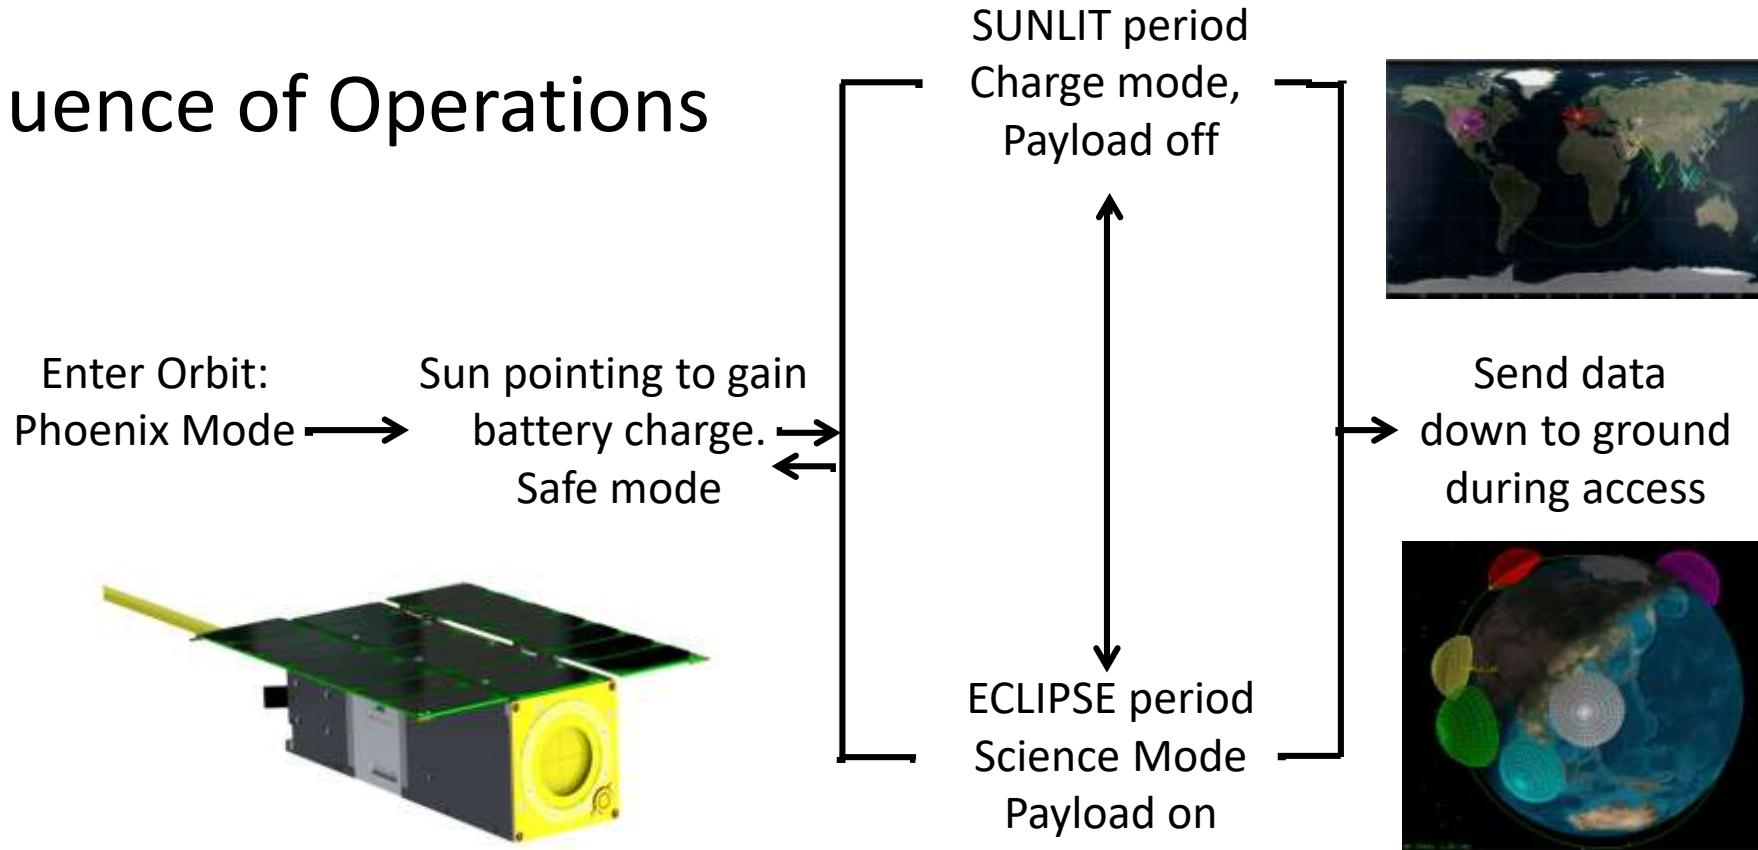 uence of Operations
SUNLIT period
Charge mode,
Payload off
Enter Orbit:
Phoenix Mode
Sun pointing to gain
battery charge.
Safe mode
ECLIPSE period
Science Mode
Payload on
Send data
down to ground
during access